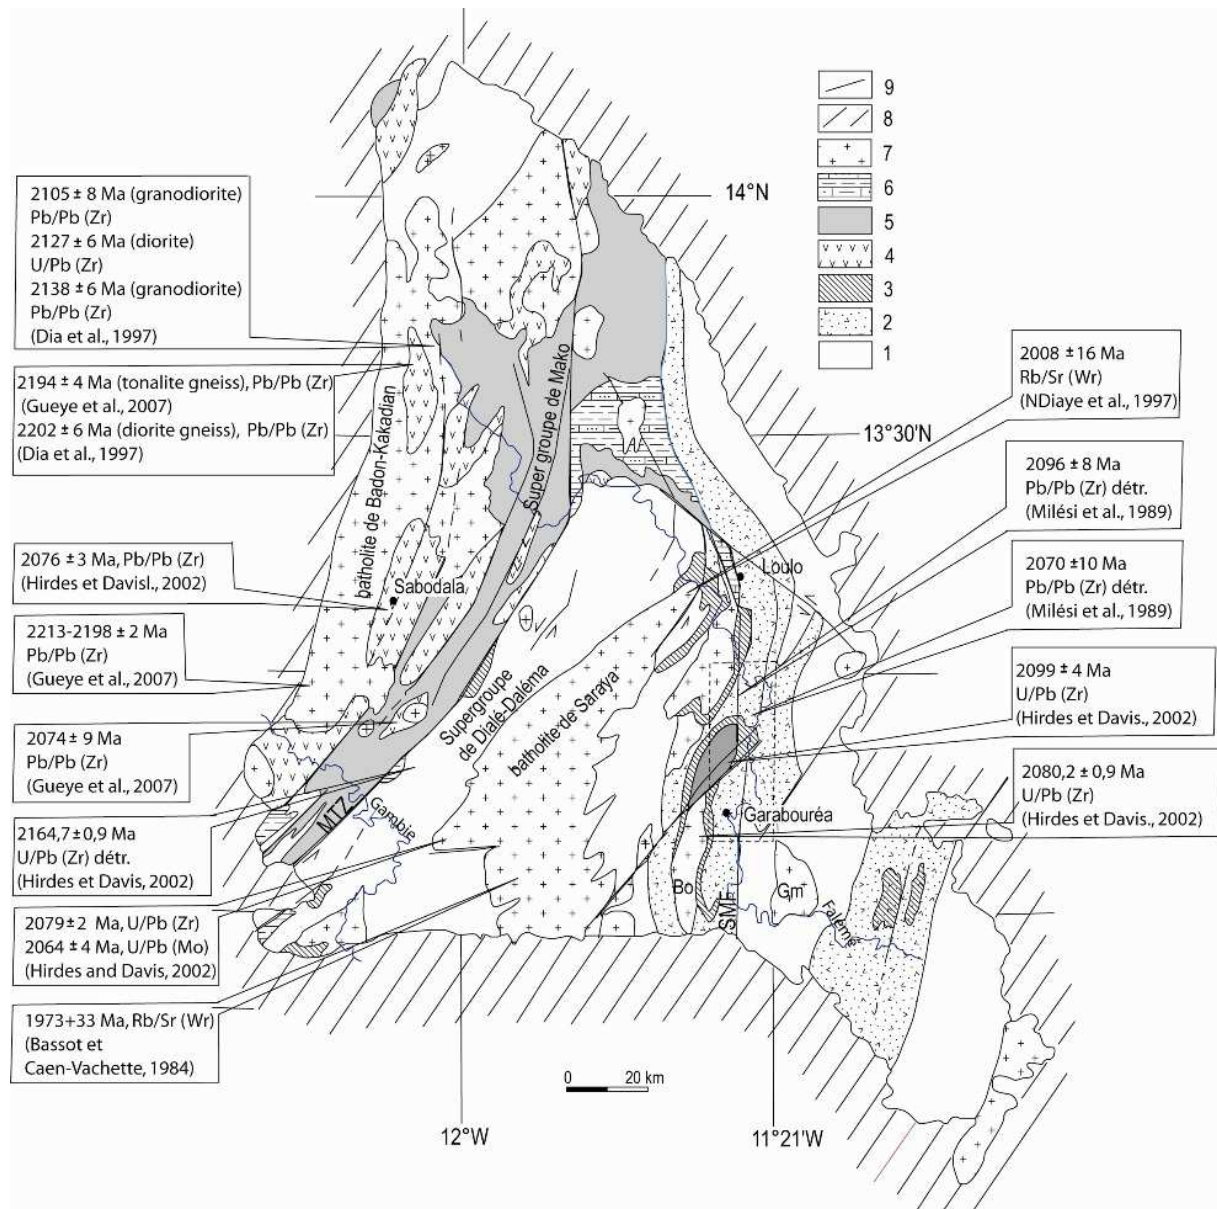 9
8
7
6
5
4
3
2
1
14°N
13°30'N
12°W
11°21'W
0 20 km
2105 ± 8 Ma (granodiorite)
Pb/Pb (Zr)
2127 ± 6 Ma (diorite)
U/Pb (Zr)
2138 ± 6 Ma (granodiorite)
Pb/Pb (Zr)
(Dia et al., 1997)
2194 ± 4 Ma (tonalite gneiss), Pb/Pb (Zr)
(Gueye et al., 2007)
2202 ± 6 Ma (diorite gneiss), Pb/Pb (Zr)
(Dia et al., 1997)
2076 ± 3 Ma, Pb/Pb (Zr)
(Hirdes et Davisl., 2002)
2213-2198 ± 2 Ma
Pb/Pb (Zr)
(Gueye et al., 2007)
2074 ± 9 Ma
Pb/Pb (Zr)
(Gueye et al., 2007)
2164,7 ± 0,9 Ma
U/Pb (Zr) détr.
(Hirdes et Davis, 2002)
2079 ± 2 Ma, U/Pb (Zr)
2064 ± 4 Ma, U/Pb (Mo)
(Hirdes and Davis, 2002)
1973+33 Ma, Rb/Sr (Wr)
(Bassot et
Caen-Vachette, 1984)
2008 ± 16 Ma
Rb/Sr (Wr)
(NDiaye et al., 1997)
2096 ± 8 Ma
Pb/Pb (Zr) détr.
(Milési et al., 1989)
2070 ±10 Ma
Pb/Pb (Zr) détr.
(Milési et al., 1989)
2099 ± 4 Ma
U/Pb (Zr)
(Hirdes et Davis., 2002)
2080,2 ± 0,9 Ma
U/Pb (Zr)
(Hirdes et Davis., 2002)
batholite de Badon-Kakadian
Super groupe de Mako
Sabodala
Loulo
Supergroupe
de Dialé-Daléma
batholite de Saraya
MTZ
Gambie
Garabouréa
Bo
SMF
Gm
Falémé